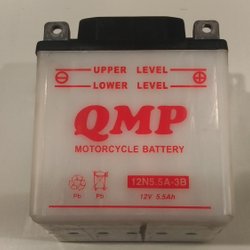 UPPER LEVEL
LOWER LEVEL
QMP
MOTORCYCLE BATTERY
12N5.5A-3B
Pb Pb
12V 5.5Ah